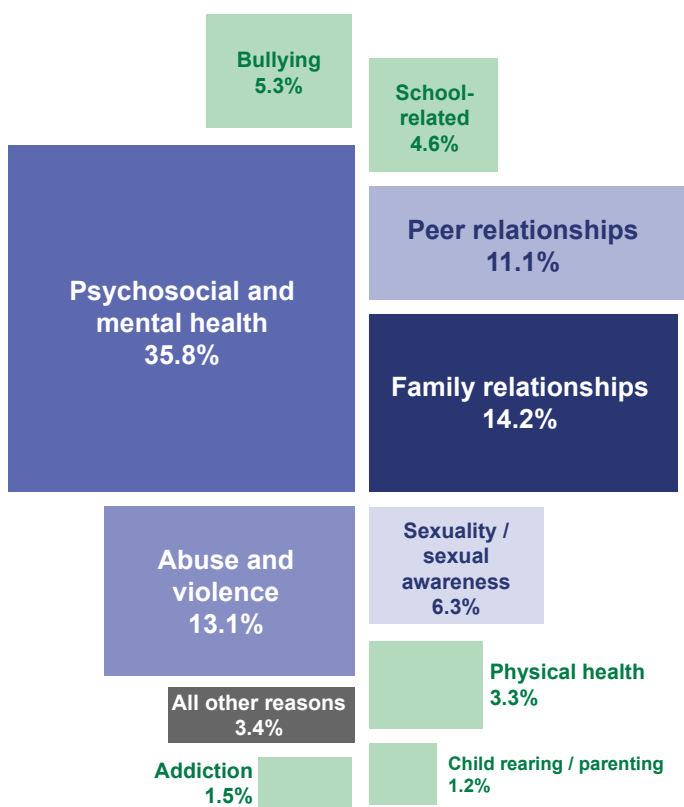 Bullying
5.3%
School-
related
4.6%
Peer relationships
11.1%
Psychosocial and
mental health
35.8%
Family relationships
14.2%
Abuse and
violence
13.1%
Sexuality /
sexual
awareness
6.3%
Physical health
3.3%
All other reasons
3.4%
Addiction
1.5%
Child rearing / parenting
1.2%